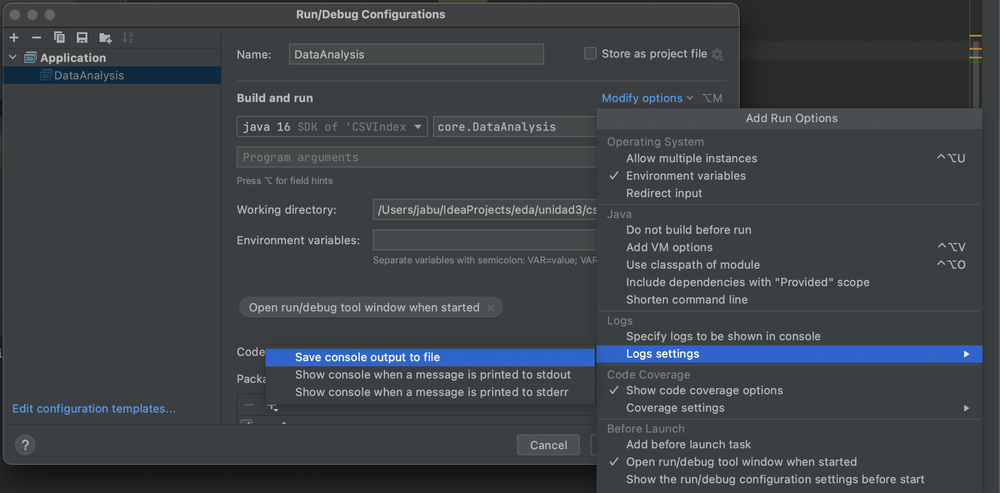 Run/Debug Configurations
Application
DataAnalysis
Edit configuration templates...
?
Name: DataAnalysis
Store as project file
Build and run
Modify options ⌥M
java 16 SDK of 'CSVIndex
core.DataAnalysis
Program arguments
Press ⌥ for field hints
Working directory: /Users/jabu/IdeaProjects/eda/unidad3/cs
Environment variables:
Separate variables with semicolon: VAR=value; VAR
Open run/debug tool window when started
Code
Packa
Save console output to file
Show console when a message is printed to stdout
Show console when a message is printed to stderr
Cancel
Add Run Options
Operating System
Allow multiple instances ^⌥U
✓ Environment variables
Redirect input
Java
Do not build before run
Add VM options ^⌥V
Use classpath of module ^⌥O
Include dependencies with "Provided" scope
Shorten command line
Logs
Specify logs to be shown in console
Logs settings
Code Coverage
✓ Show code coverage options
Coverage settings
Before Launch
Add before launch task
✓ Open run/debug tool window when started
Show the run/debug configuration settings before start